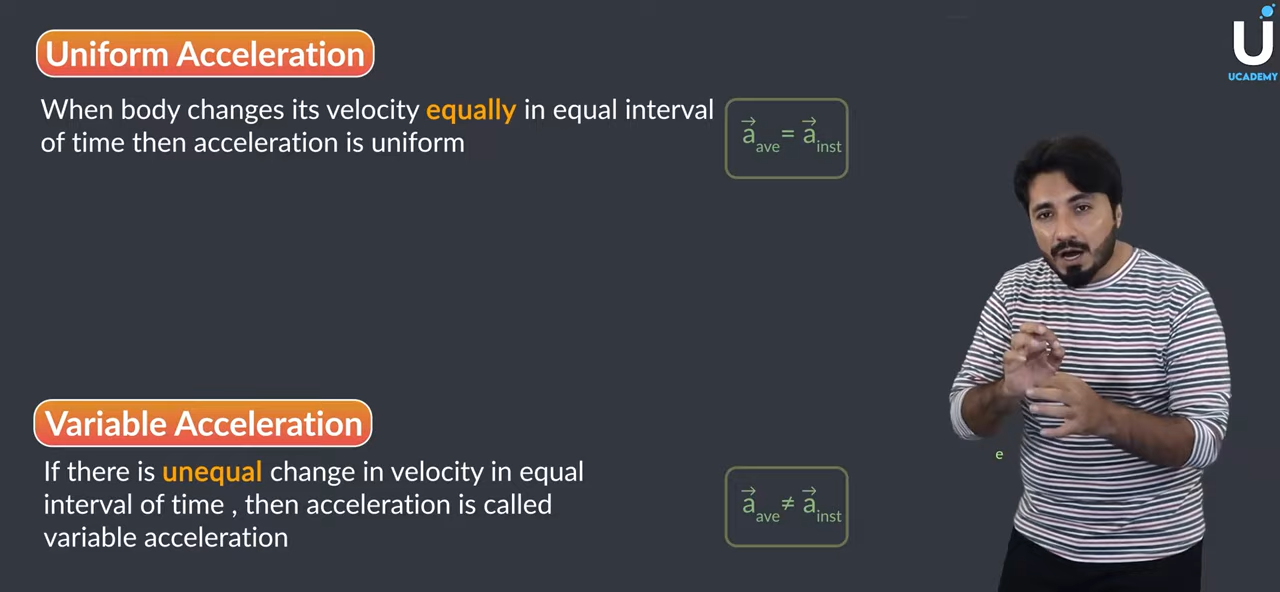 Uniform Acceleration
When body changes its velocity equally in equal interval
of time then acceleration is uniform
a⃗ave = a⃗inst
U
UCADEMY
Variable Acceleration
If there is unequal change in velocity in equal
interval of time , then acceleration is called
variable acceleration
a⃗ave ≠ a⃗inst
e